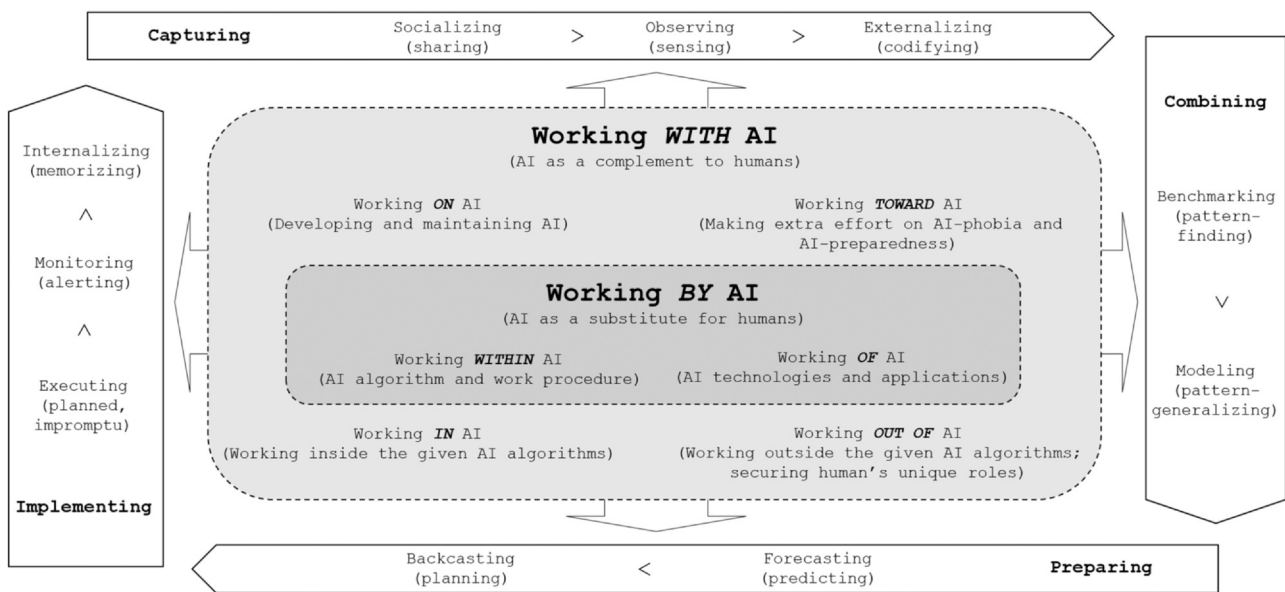 Capturing
Socializing
(sharing)
>
Observing
(sensing)
>
Externalizing
(codifying)
Combining
Benchmarking
(pattern-
finding)
>
Modeling
(pattern-
generalizing)
Preparing
Forecasting
(predicting)
<
Backcasting
(planning)
Implementing
Executing
(planned,
impromptu)
<
Monitoring
(alerting)
<
Internalizing
(memorizing)
Working WITH AI
(AI as a complement to humans)
Working ON AI
(Developing and maintaining AI)
Working TOWARD AI
(Making extra effort on AI-phobia and
AI-preparedness)
Working BY AI
(AI as a substitute for humans)
Working WITHIN AI
(AI algorithm and work procedure)
Working OF AI
(AI technologies and applications)
Working IN AI
(Working inside the given AI algorithms)
Working OUT OF AI
(Working outside the given AI algorithms;
securing human's unique roles)